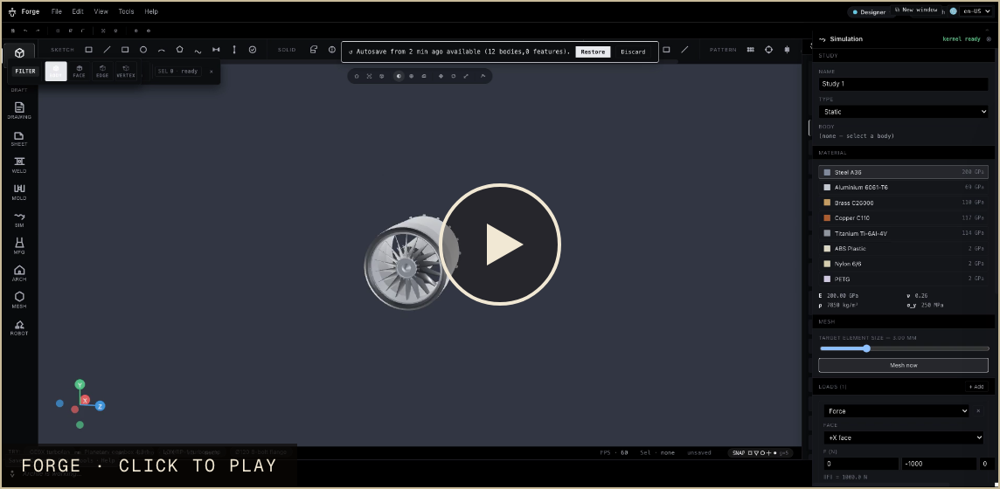 Forge File Edit View Tools Help
Designer New window en-US
SKETCH SOLID PATTERN
Autosave from 2 min ago available (12 bodies,0 features). Restore Discard
FILTER FACE EDGE VERTEX SEL 0 · ready ×
DRAFT
DRAWING
SHEET
WELD
MOLD
SIM
MFG
ARCH
MESH
ROBOT
Y
X
Z
FPS · 60 Sel · none unsaved SNAP
FORGE · CLICK TO PLAY
Simulation kernel ready
STUDY
NAME
Study 1
TYPE
Static
BODY
(none — select a body)
MATERIAL
Steel A36 200 GPa
Aluminium 6061-T6 69 GPa
Brass C26000 110 GPa
Copper C110 117 GPa
Titanium Ti-6Al-4V 114 GPa
ABS Plastic 2 GPa
Nylon 6/6 2 GPa
PETG 2 GPa
E 200.00 GPa ν 0.26
ρ 7850 kg/m³ σ_y 250 MPa
MESH
TARGET ELEMENT SIZE — 3.00 MM
Mesh now
LOADS (1) + Add
Force ×
FACE
+X face
F (N)
0 -1000 0
= 1000.0 N